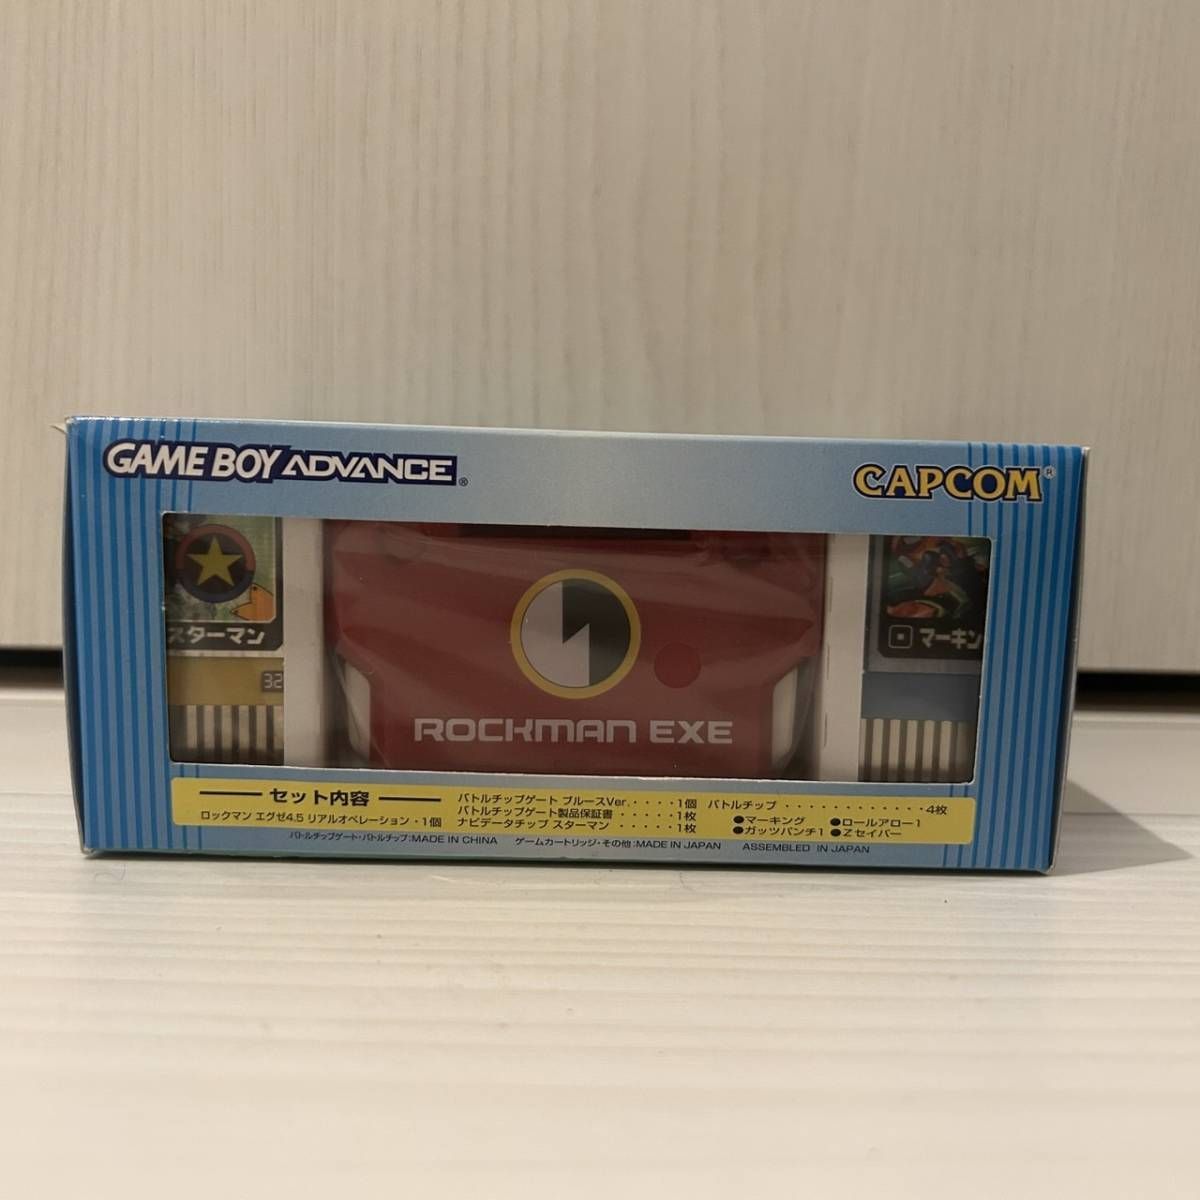 GAME BOY ADVANCE®
CAPCOM®
スターマン
32
ROCKMAN EXE
マーキン
セット内容
ロックマン エグゼ4.5 リアルオペレーション・1個
バトルチップゲート ブルースVer.・・・・1個
バトルチップゲート製品保証書・・・・・1枚
ナビデータチップ スターマン・・・・・1枚
バトルチップ・・・・・・・・・・・・・4枚
●マーキング ●ロールアロー1
●ガッツパンチ1 ●Zセイバー
バトルチップゲート・バトルチップ:MADE IN CHINA ゲームカートリッジ・その他:MADE IN JAPAN ASSEMBLED IN JAPAN